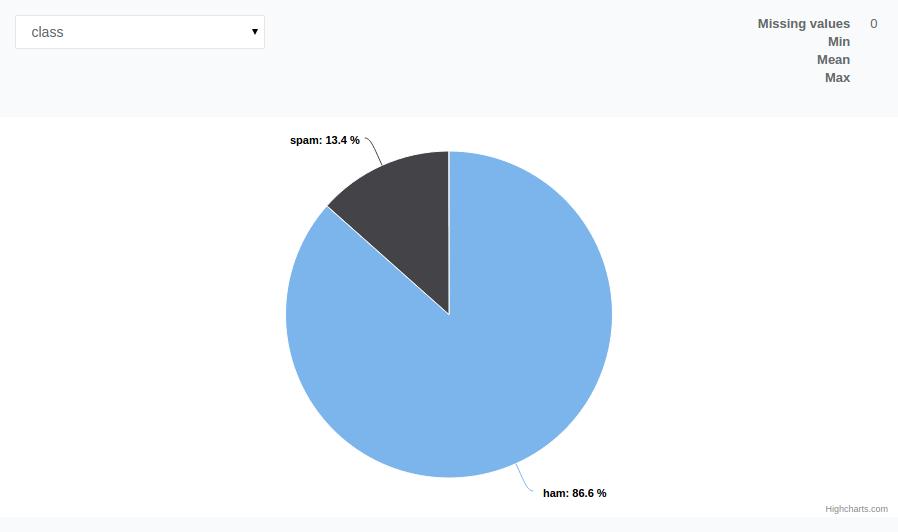 class
Missing values 0
Min
Mean
Max
spam: 13.4 %
ham: 86.6 %
Highcharts.com